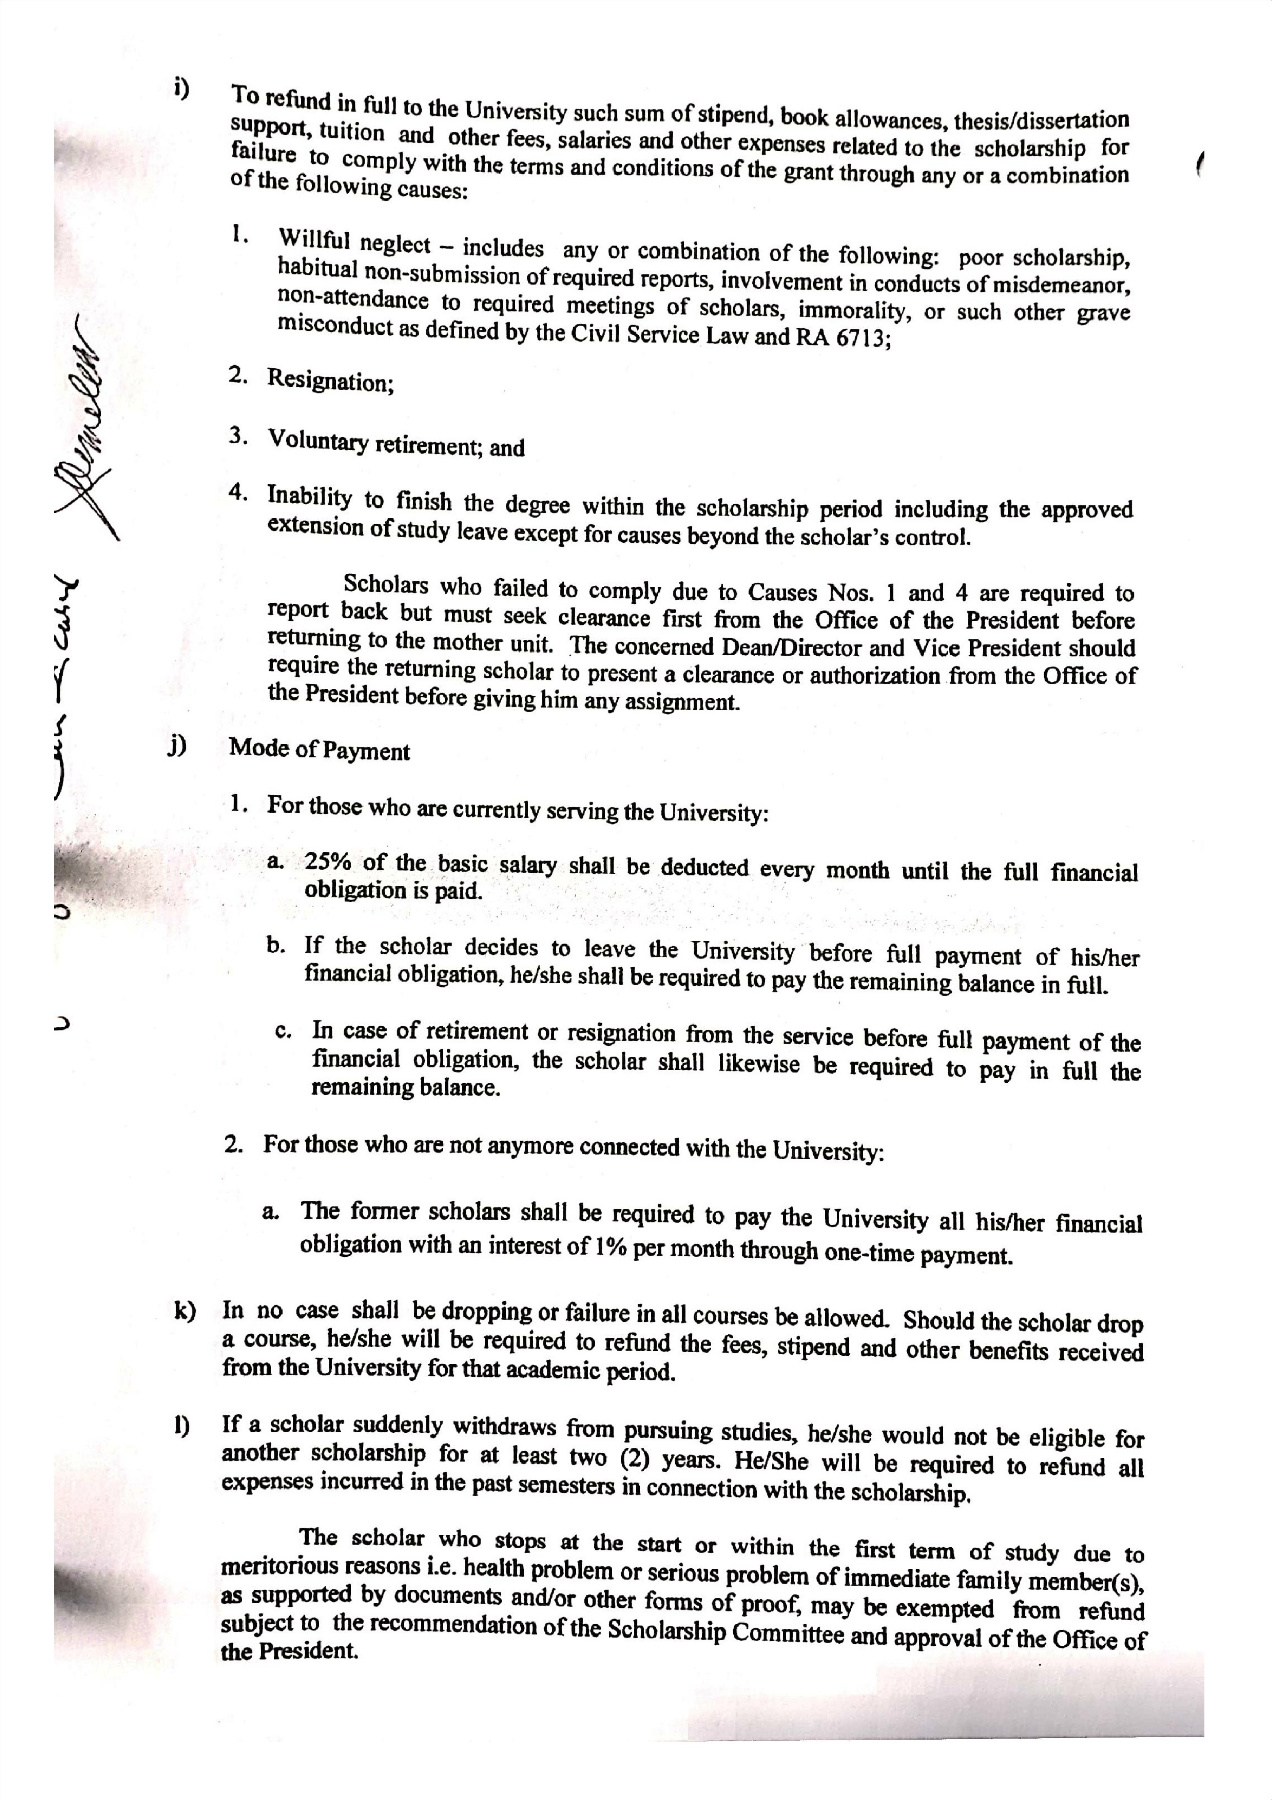 i) To refund in full to the University such sum of stipend, book allowances, thesis/dissertation
support, tuition and other fees, salaries and other expenses related to the scholarship for
failure to comply with the terms and conditions of the grant through any or a combination
of the following causes:
1. Willful neglect – includes any or combination of the following: poor scholarship,
habitual non-submission of required reports, involvement in conducts of misdemeanor,
non-attendance to required meetings of scholars, immorality, or such other grave
misconduct as defined by the Civil Service Law and RA 6713;
2. Resignation;
3. Voluntary retirement; and
4. Inability to finish the degree within the scholarship period including the approved
extension of study leave except for causes beyond the scholar's control.
Scholars who failed to comply due to Causes Nos. 1 and 4 are required to
report back but must seek clearance first from the Office of the President before
returning to the mother unit. The concerned Dean/Director and Vice President should
require the returning scholar to present a clearance or authorization from the Office of
the President before giving him any assignment.
j) Mode of Payment
1. For those who are currently serving the University:
a. 25% of the basic salary shall be deducted every month until the full financial
obligation is paid.
b. If the scholar decides to leave the University before full payment of his/her
financial obligation, he/she shall be required to pay the remaining balance in full.
c. In case of retirement or resignation from the service before full payment of the
financial obligation, the scholar shall likewise be required to pay in full the
remaining balance.
2. For those who are not anymore connected with the University:
a. The former scholars shall be required to pay the University all his/her financial
obligation with an interest of 1% per month through one-time payment.
k) In no case shall be dropping or failure in all courses be allowed. Should the scholar drop
a course, he/she will be required to refund the fees, stipend and other benefits received
from the University for that academic period.
l) If a scholar suddenly withdraws from pursuing studies, he/she would not be eligible for
another scholarship for at least two (2) years. He/She will be required to refund all
expenses incurred in the past semesters in connection with the scholarship.
The scholar who stops at the start or within the first term of study due to
meritorious reasons i.e. health problem or serious problem of immediate family member(s),
as supported by documents and/or other forms of proof, may be exempted from refund
subject to the recommendation of the Scholarship Committee and approval of the Office of
the President.